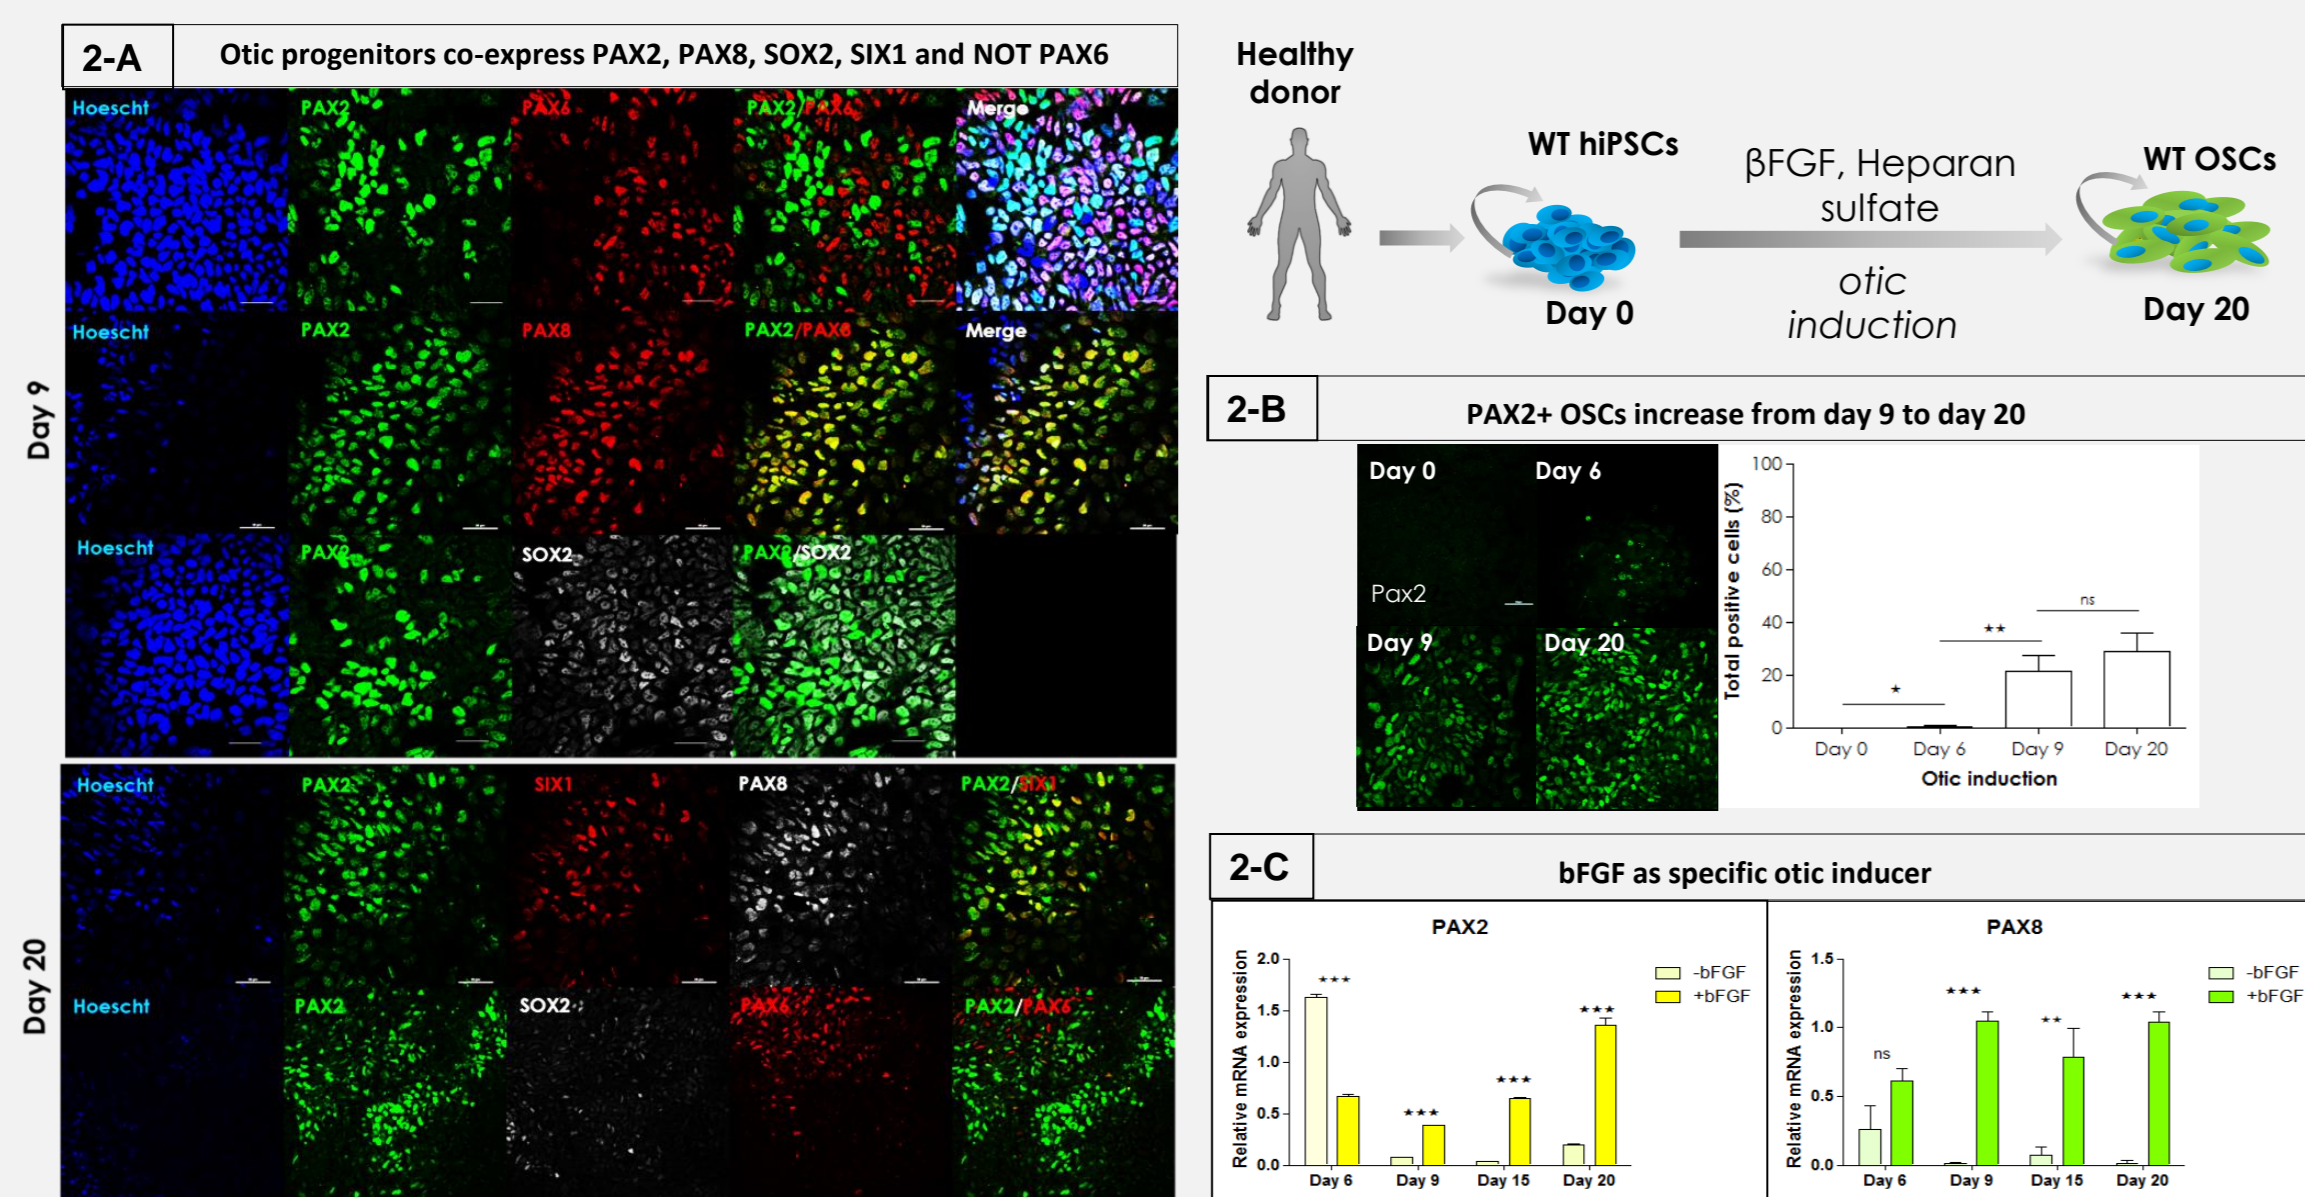 2-A
Otic progenitors co-express PAX2, PAX8, SOX2, SIX1 and NOT PAX6
Day 9
Hoescht PAX2 PAX6 PAX2/PAX6 Merge
Hoescht PAX2 PAX8 PAX2/PAX8 Merge
Hoescht PAX2 SOX2 PAX2/SOX2
Day 20
Hoescht PAX2 SIX1 PAX8 PAX2/SIX1
Hoescht PAX2 SOX2 PAX6 PAX2/PAX6
Healthy
donor
WT hiPSCs
Day 0
βFGF, Heparan
sulfate
otic
induction
WT OSCs
Day 20
2-B
PAX2+ OSCs increase from day 9 to day 20
Day 0 Day 6
Pax2
Day 9 Day 20
Total positive cells (%)
100
80
60
40
20
0
★
★★
ns
Day 0 Day 6 Day 9 Day 20
Otic induction
2-C
bFGF as specific otic inducer
PAX2
Relative mRNA expression
2.0
1.5
1.0
0.5
0.0
★★★
★★★
★★★
★★★
Day 6 Day 9 Day 15 Day 20
-bFGF
+bFGF
PAX8
Relative mRNA expression
1.5
1.0
0.5
0.0
ns
★★★
★★
★★★
Day 6 Day 9 Day 15 Day 20
-bFGF
+bFGF